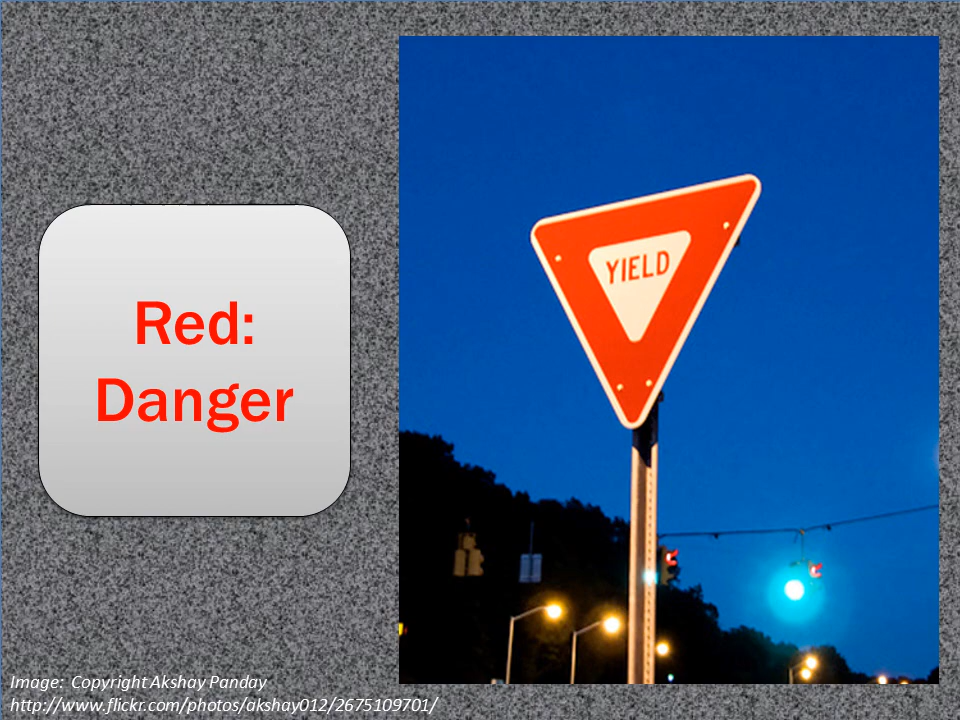 Red:
Danger
YIELD
Image: Copyright Akshay Panday
http://www.flickr.com/photos/akshay012/2675109701/